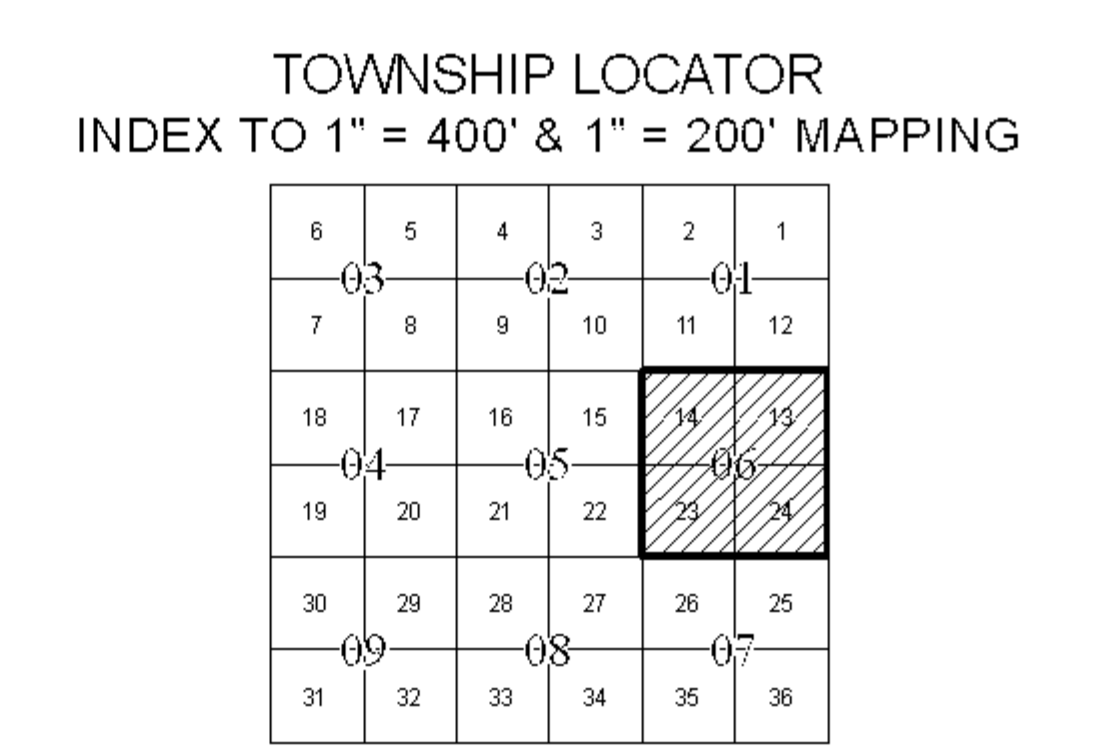 TOWNSHIP LOCATOR
INDEX TO 1" = 400' & 1" = 200' MAPPING
6 5 4 3 2 1
03 02 01
7 8 9 10 11 12
18 17 16 15 14 13
04 05 06
19 20 21 22 23 24
30 29 28 27 26 25
09 08 07
31 32 33 34 35 36